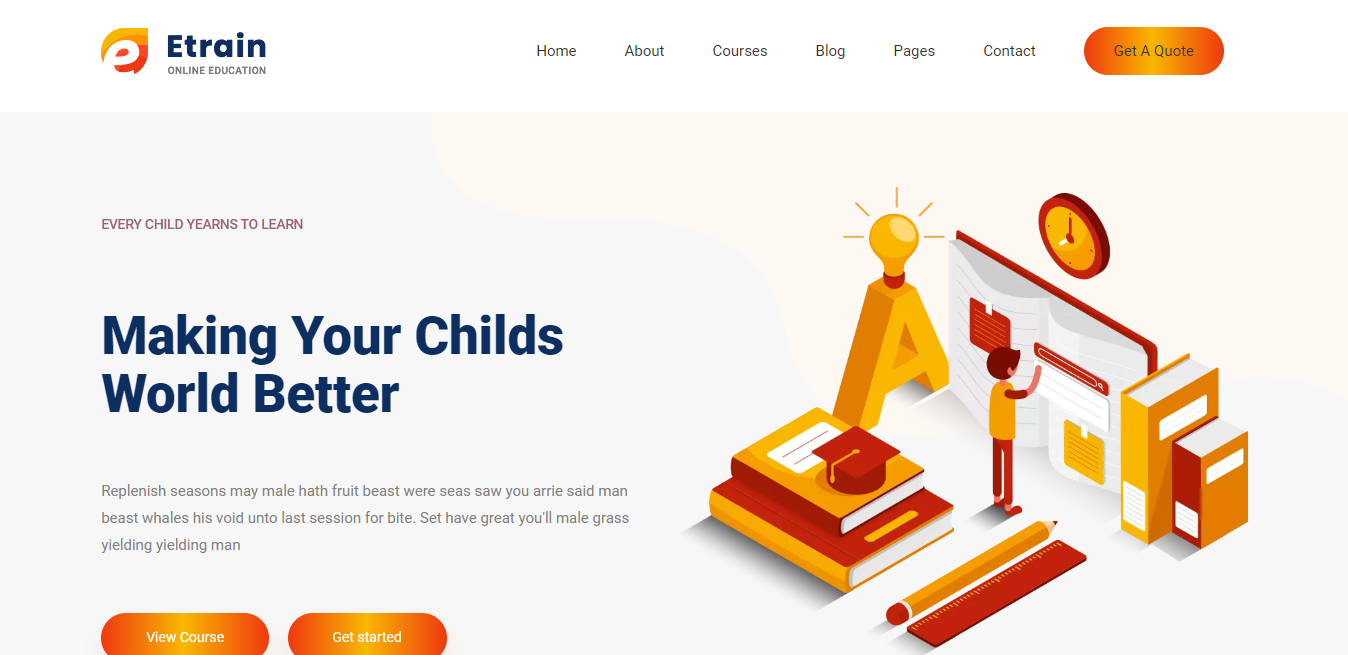 Etrain
ONLINE EDUCATION
Home About Courses Blog Pages Contact Get A Quote
EVERY CHILD YEARNS TO LEARN
Making Your Childs
World Better
Replenish seasons may male hath fruit beast were seas saw you arrie said man
beast whales his void unto last session for bite. Set have great you'll male grass
yielding yielding man
View Course Get started